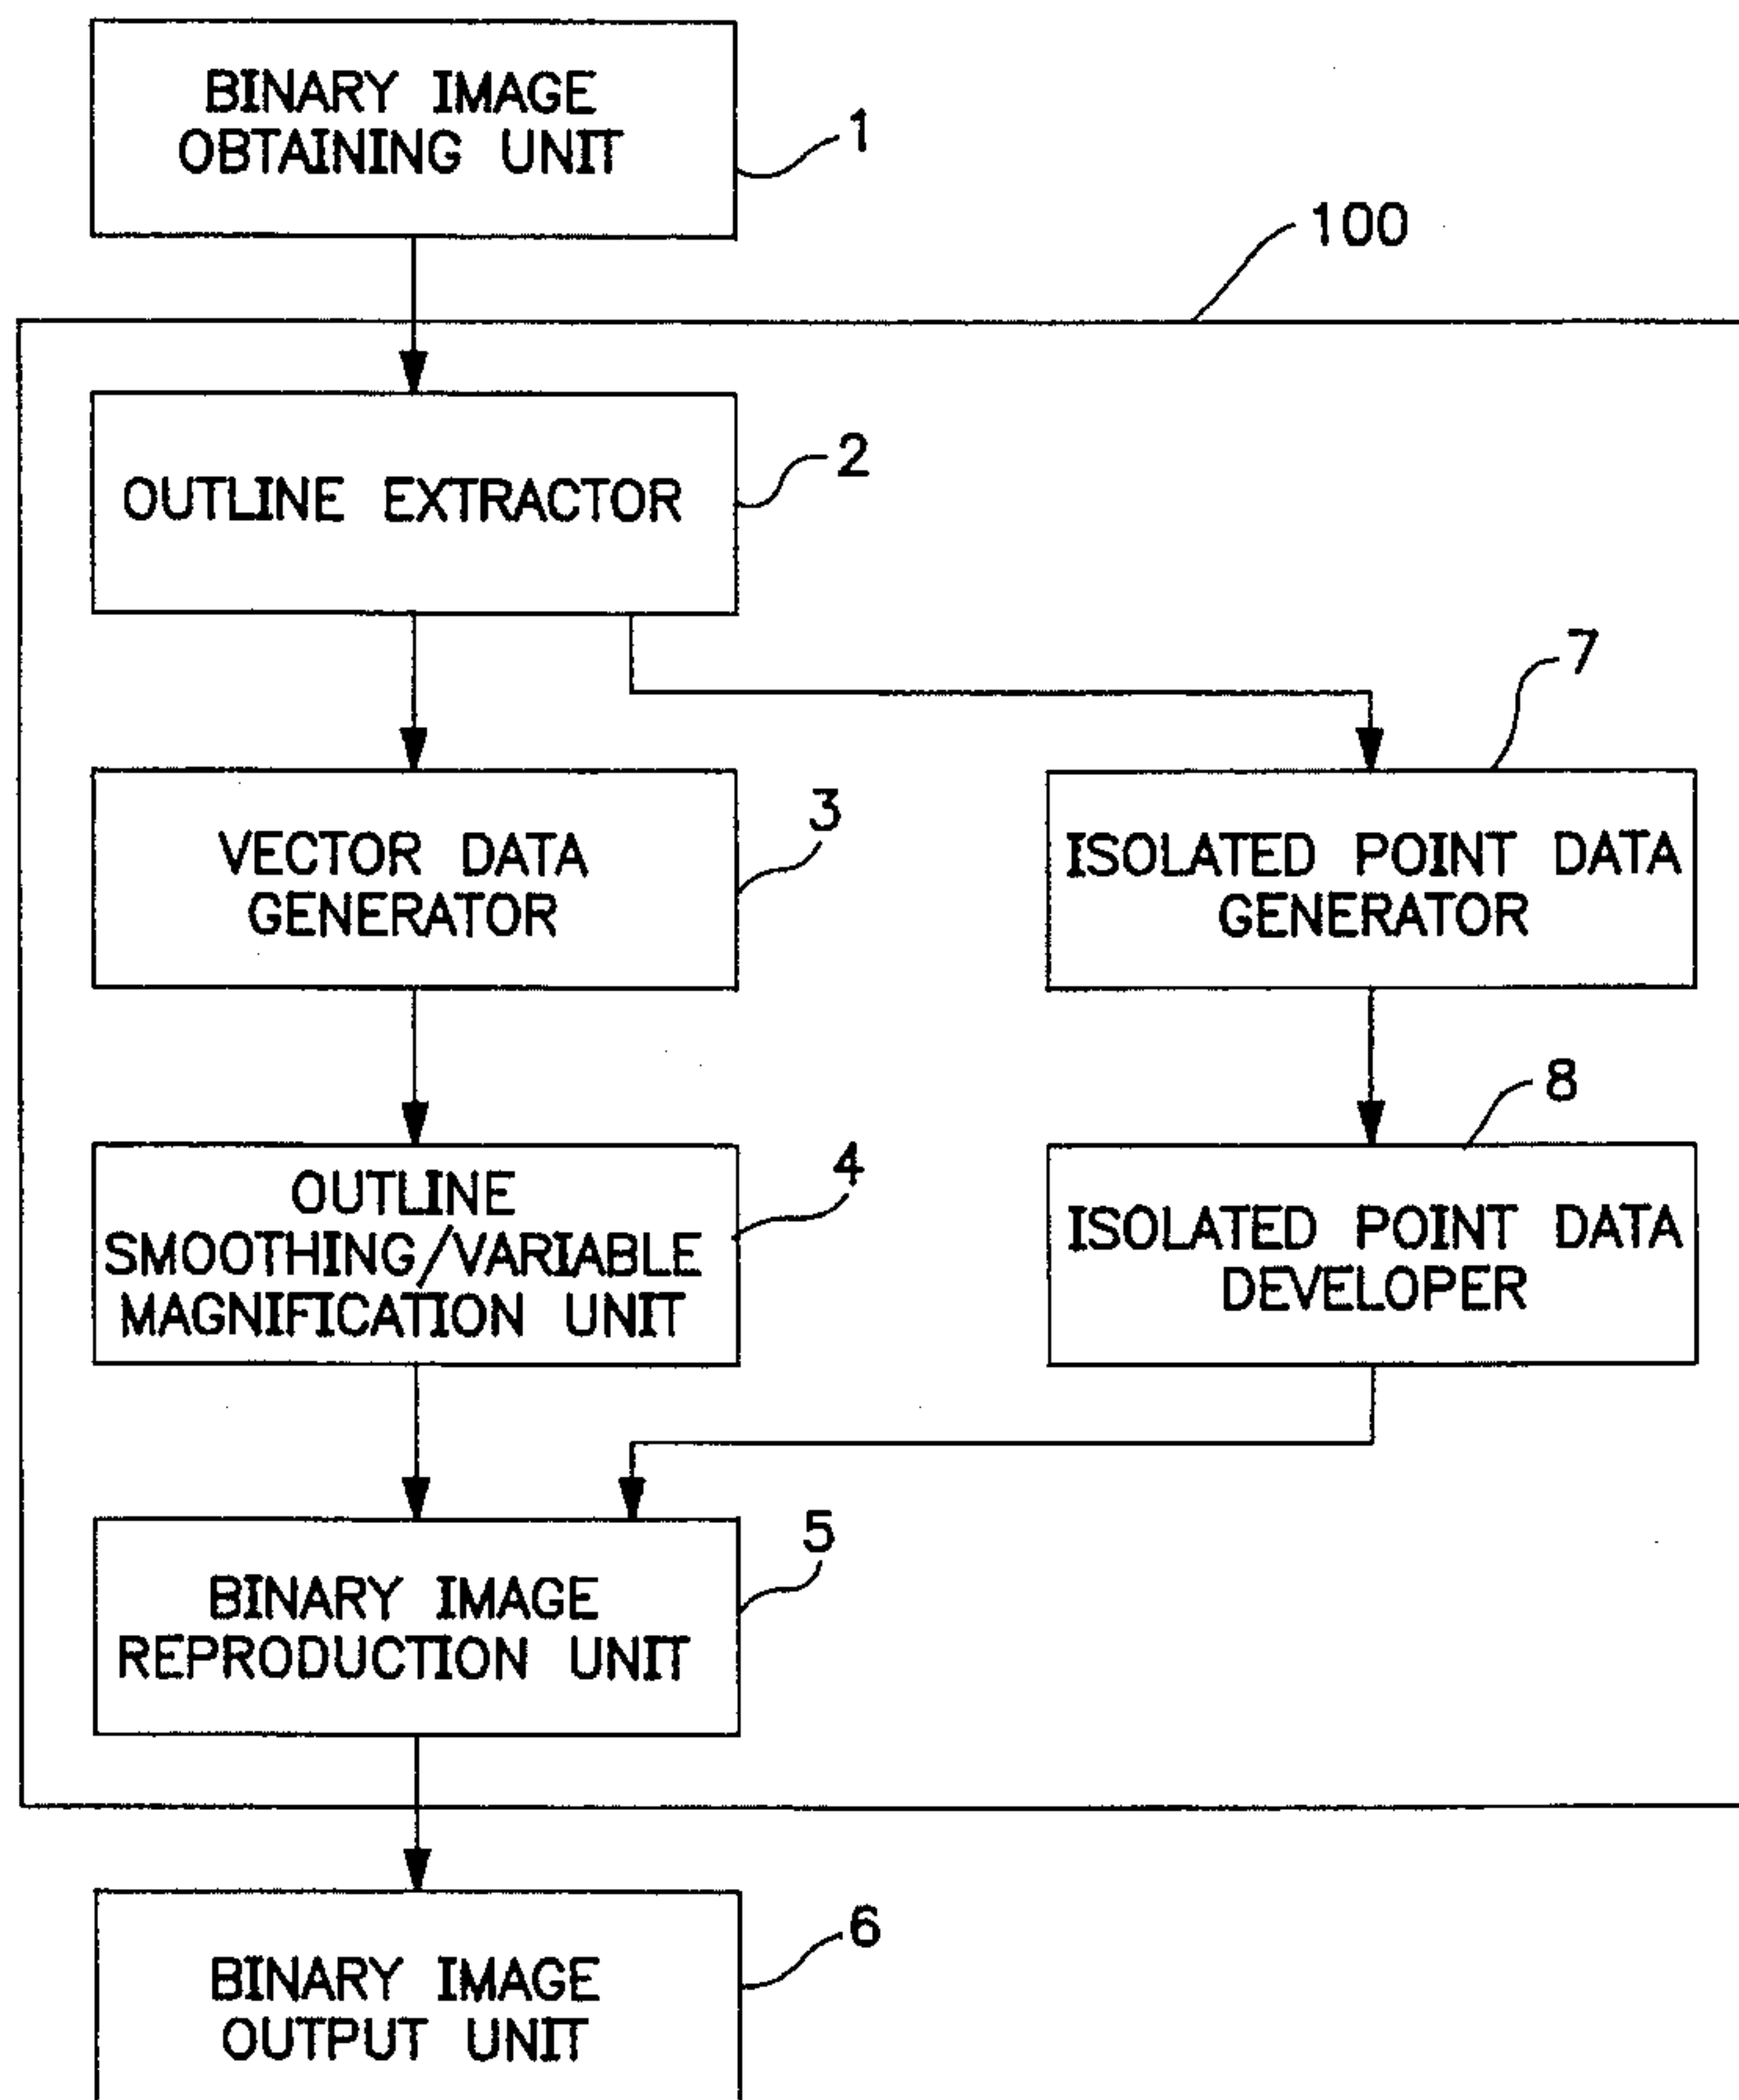 BINARY IMAGE
OBTAINING UNIT
1
100
OUTLINE EXTRACTOR
2
7
VECTOR DATA
GENERATOR
3
ISOLATED POINT DATA
GENERATOR
8
OUTLINE
SMOOTHING/VARIABLE
MAGNIFICATION UNIT
4
ISOLATED POINT DATA
DEVELOPER
BINARY IMAGE
REPRODUCTION UNIT
5
BINARY IMAGE
OUTPUT UNIT
6